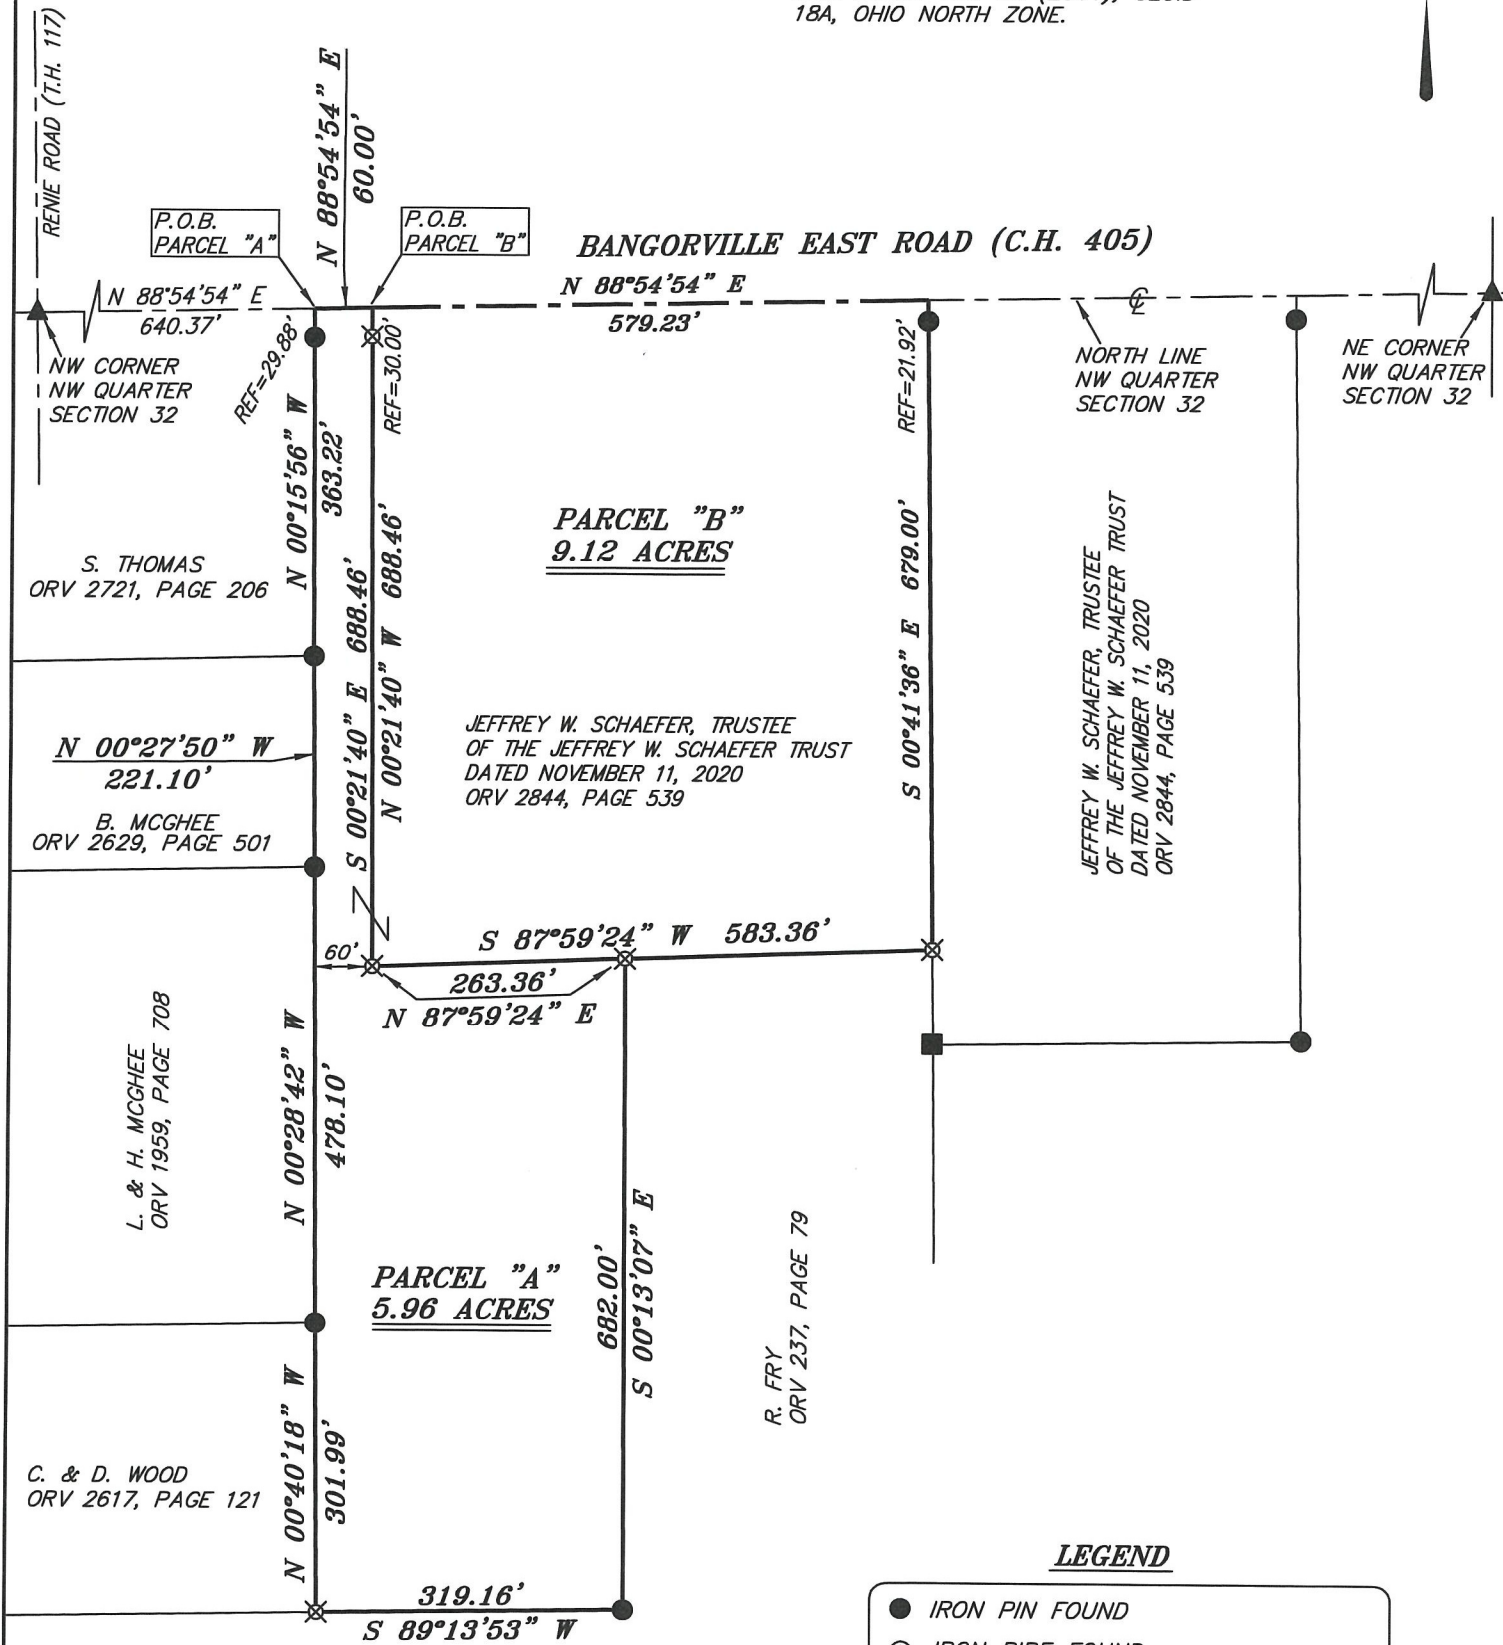 18A, OHIO NORTH ZONE.
RENIE ROAD (T.H. 117)
N 88°54'54" E
60.00'
P.O.B.
PARCEL "A"
P.O.B.
PARCEL "B"
BANGORVILLE EAST ROAD (C.H. 405)
N 88°54'54" E
640.37'
N 88°54'54" E
579.23'
℄
NW CORNER
NW QUARTER
SECTION 32
REF=29.88'
REF=30.00'
REF=21.92'
NORTH LINE
NW QUARTER
SECTION 32
NE CORNER
NW QUARTER
SECTION 32
N 00°15'56" W
363.22'
S. THOMAS
ORV 2721, PAGE 206
PARCEL "B"
9.12 ACRES
S 00°21'40" E 688.46'
N 00°21'40" W 688.46'
S 00°41'36" E 679.00'
JEFFREY W. SCHAEFER, TRUSTEE
OF THE JEFFREY W. SCHAEFER TRUST
DATED NOVEMBER 11, 2020
ORV 2844, PAGE 539
N 00°27'50" W
221.10'
JEFFREY W. SCHAEFER, TRUSTEE
OF THE JEFFREY W. SCHAEFER TRUST
DATED NOVEMBER 11, 2020
ORV 2844, PAGE 539
B. MCGHEE
ORV 2629, PAGE 501
60'
S 87°59'24" W 583.36'
263.36'
N 87°59'24" E
L. & H. MCGHEE
ORV 1959, PAGE 708
N 00°28'42" W
478.10'
PARCEL "A"
5.96 ACRES
682.00'
S 00°13'07" E
R. FRY
ORV 237, PAGE 79
C. & D. WOOD
ORV 2617, PAGE 121
N 00°40'18" W
301.99'
319.16'
S 89°13'53" W
LEGEND
IRON PIN FOUND